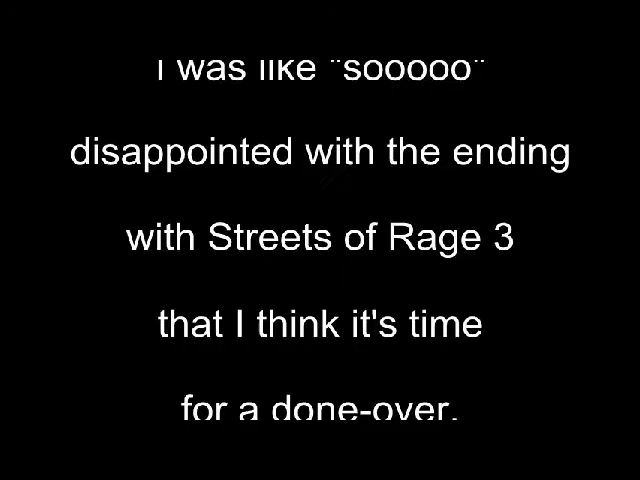 I was like "sooooo"
disappointed with the ending
with Streets of Rage 3
that I think it's time
for a done-over.